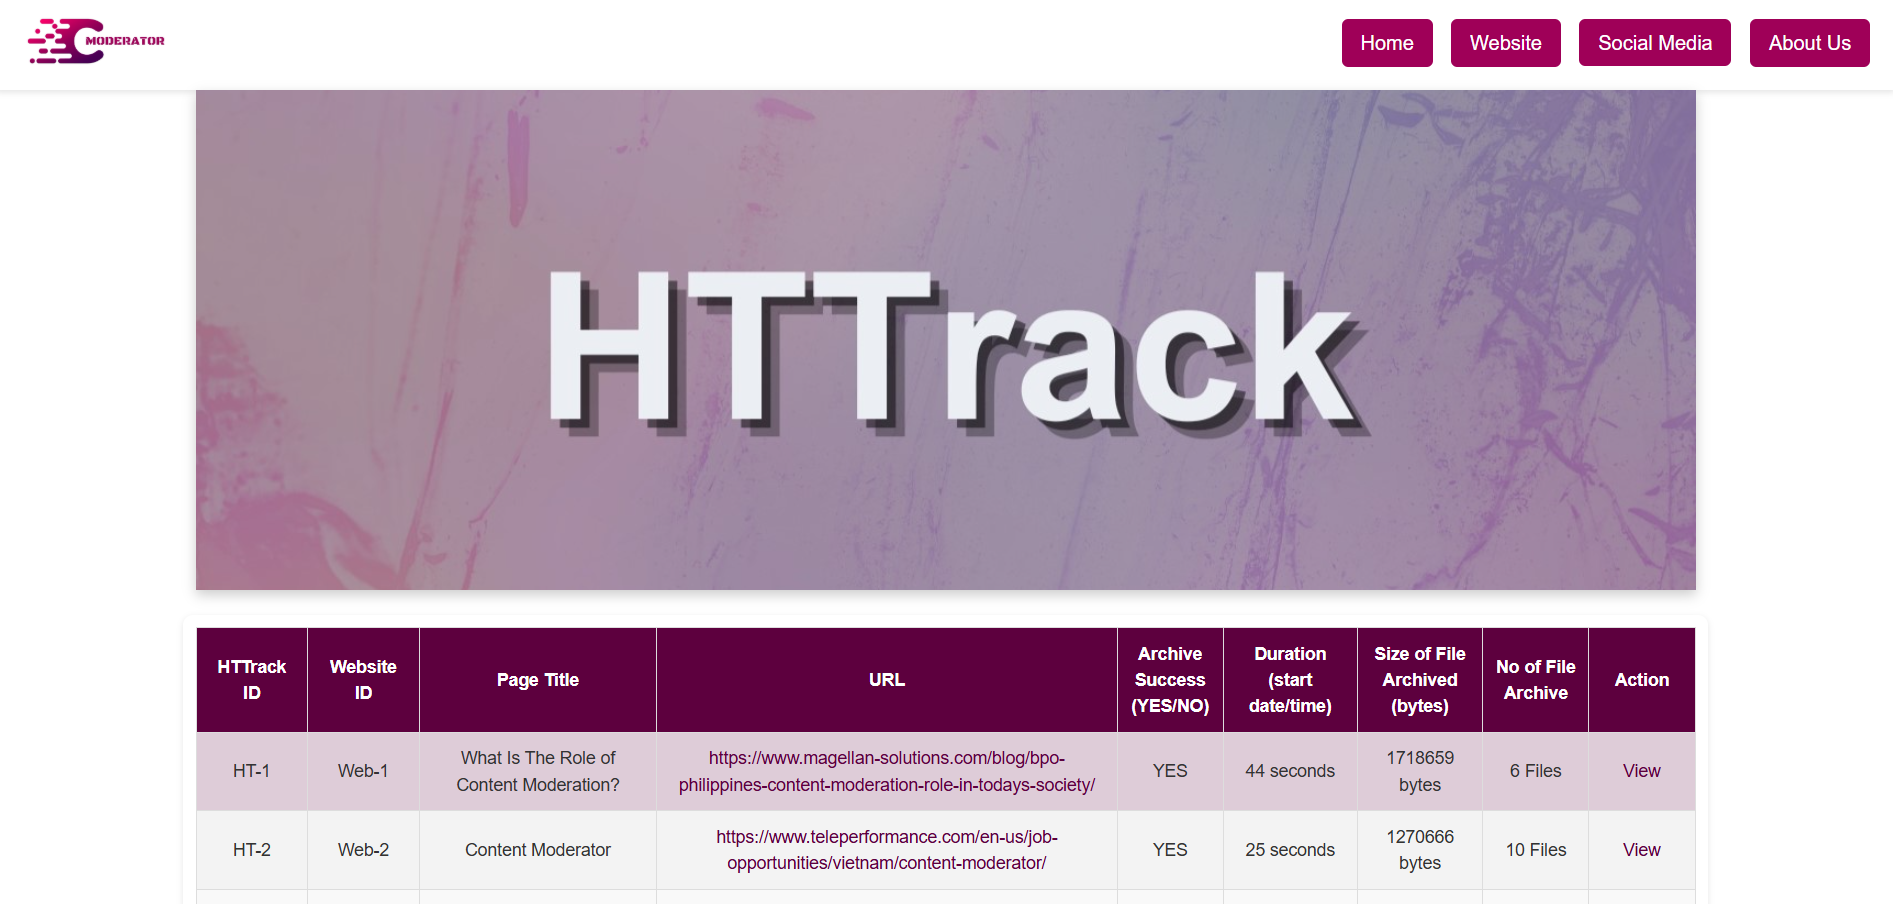 MODERATOR
Home Website Social Media About Us
HTTrack
HTTrack ID
Website ID
Page Title
URL
Archive Success (YES/NO)
Duration (start date/time)
Size of File Archived (bytes)
No of File Archive
Action
HT-1
Web-1
What Is The Role of
Content Moderation?
https://www.magellan-solutions.com/blog/bpo-
philippines-content-moderation-role-in-todays-society/
YES
44 seconds
1718659
bytes
6 Files
View
HT-2
Web-2
Content Moderator
https://www.teleperformance.com/en-us/job-
opportunities/vietnam/content-moderator/
YES
25 seconds
1270666
bytes
10 Files
View